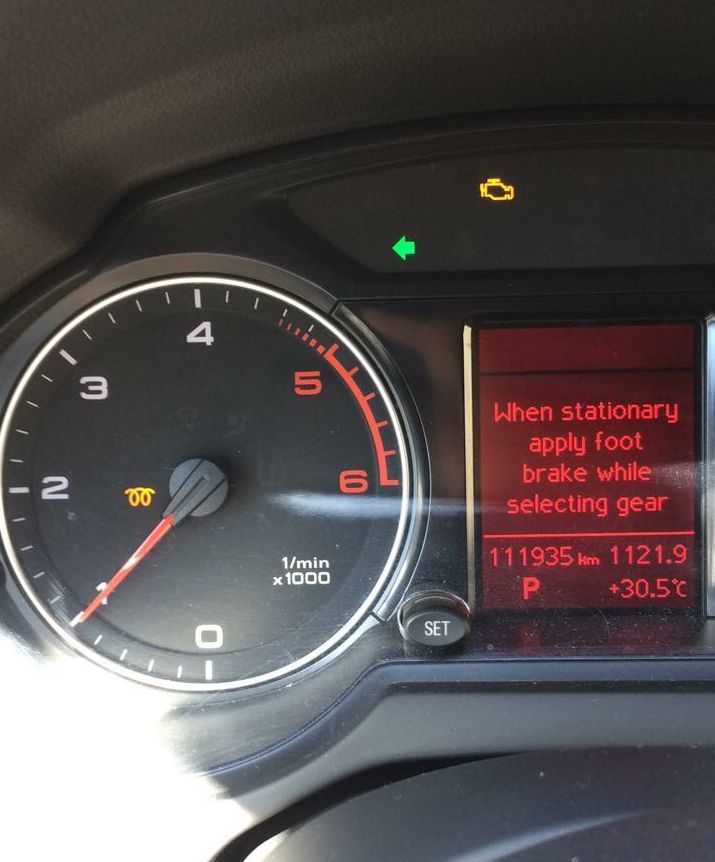 4
3
5
2
6
1/min
x1000
1
0
SET
When stationary
apply foot
brake while
selecting gear
111935 km 1121.9
P +30.5°C